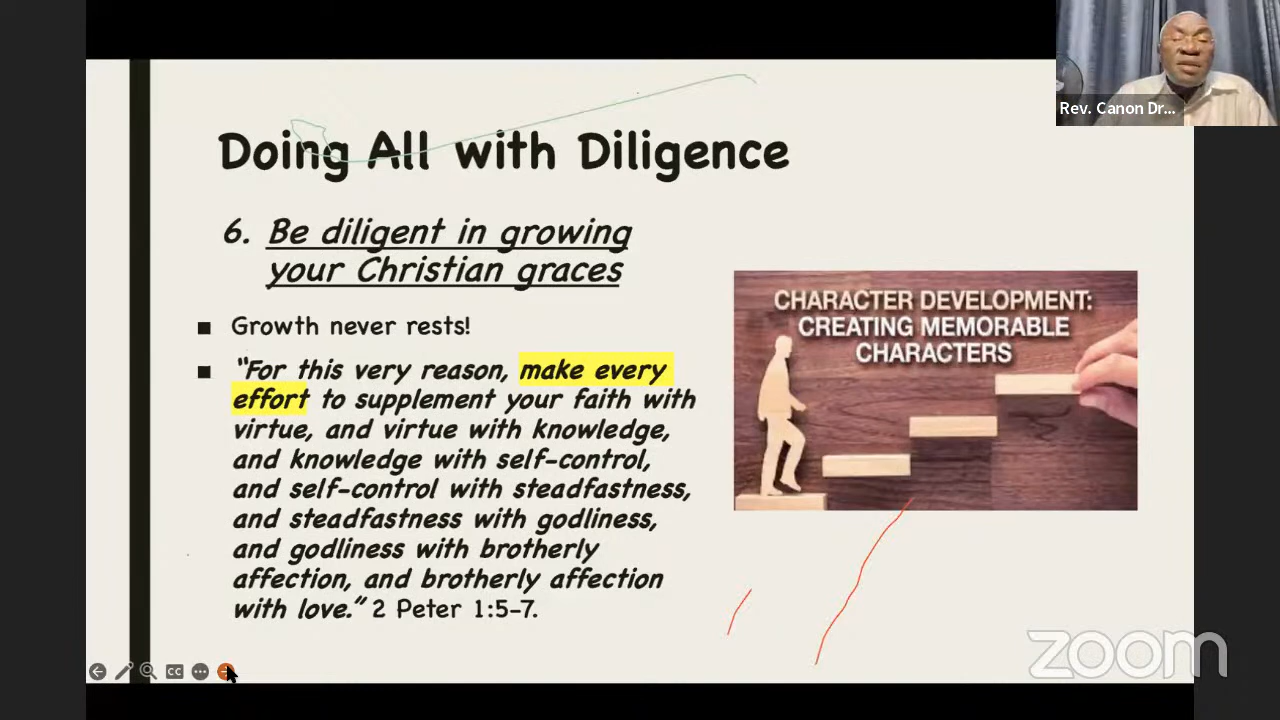 Rev. Canon Dr...
Doing All with Diligence
6. Be diligent in growing
your Christian graces
■ Growth never rests!
■ "For this very reason, make every
effort to supplement your faith with
virtue, and virtue with knowledge,
and knowledge with self-control,
and self-control with steadfastness,
and steadfastness with godliness,
and godliness with brotherly
affection, and brotherly affection
with love." 2 Peter 1:5-7.
CHARACTER DEVELOPMENT:
CREATING MEMORABLE
CHARACTERS
CC
zoom